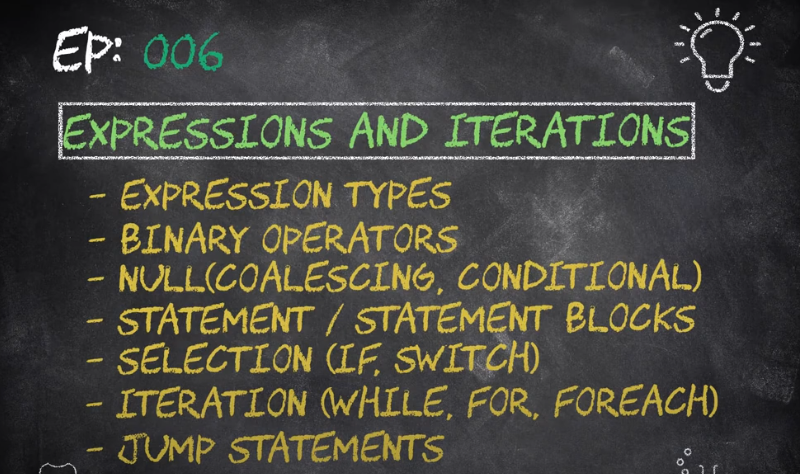 EP: 006
EXPRESSIONS AND ITERATIONS
- EXPRESSION TYPES
- BINARY OPERATORS
- NULL(COALESCING, CONDITIONAL)
- STATEMENT / STATEMENT BLOCKS
- SELECTION (IF, SWITCH)
- ITERATION (WHILE, FOR, FOREACH)
- JUMP STATEMENTS